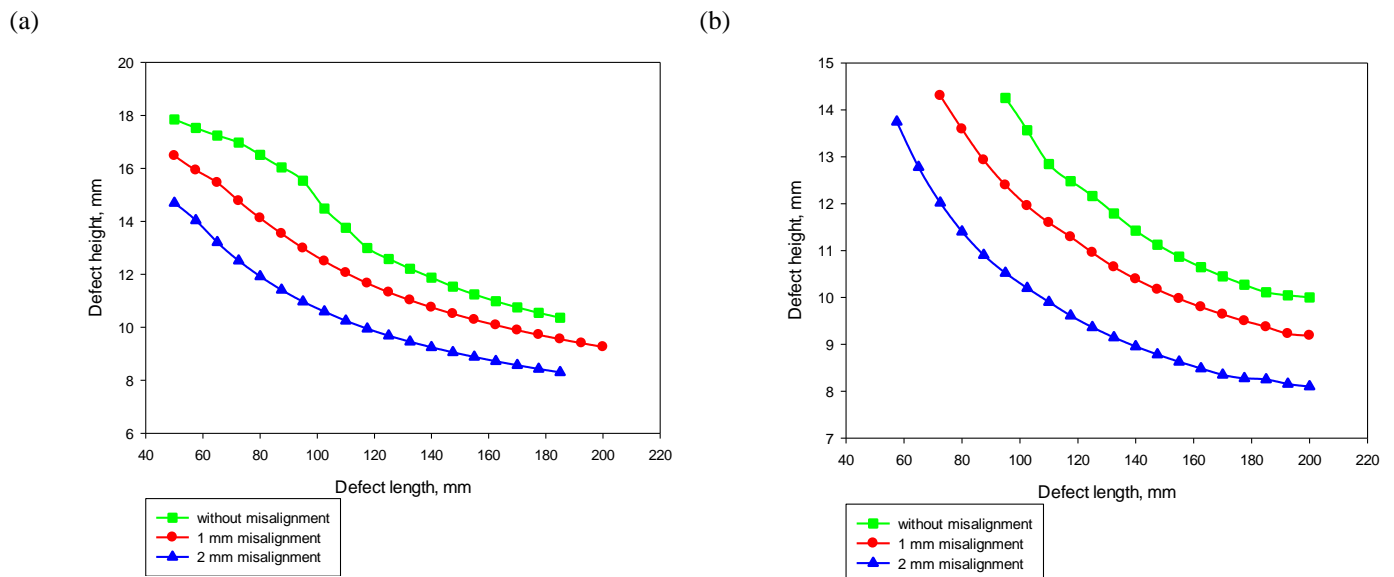 (a)
(b)
20
18
16
14
12
10
8
6
Defect height, mm
40 60 80 100 120 140 160 180 200 220
Defect length, mm
without misalignment
1 mm misalignment
2 mm misalignment
15
14
13
12
11
10
9
8
7
Defect height, mm
40 60 80 100 120 140 160 180 200 220
Defect length, mm
without misalignment
1 mm misalignment
2 mm misalignment